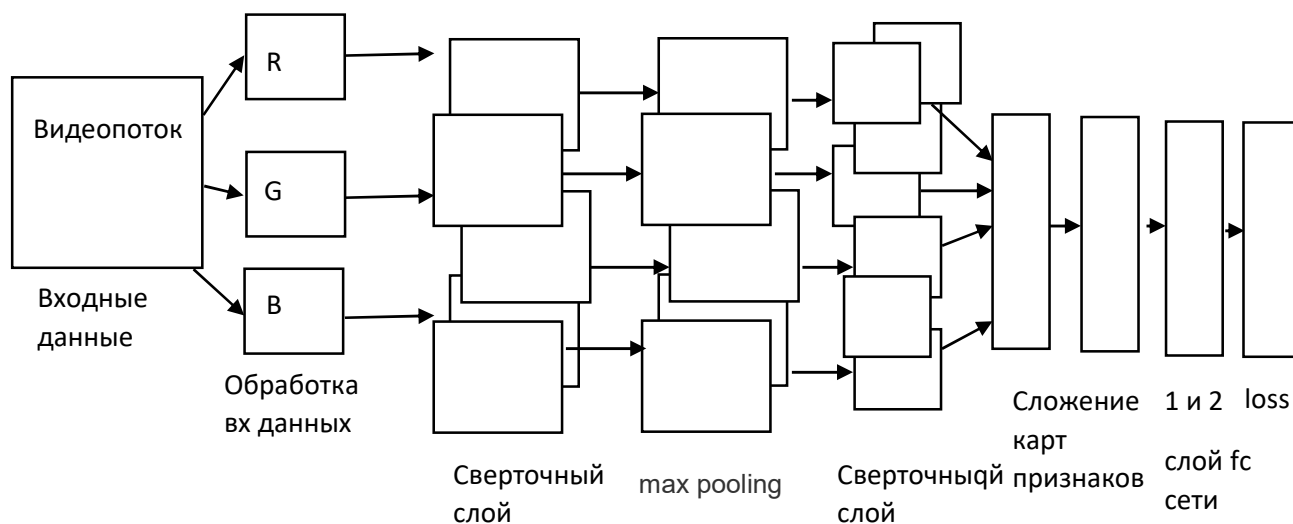 Видеопоток
R
G
B
Входные
данные
Обработка
вх данных
Сверточный
слой
max pooling
Сверточныqй
слой
Сложение
карт
признаков
1 и 2
слой fc
сети
loss